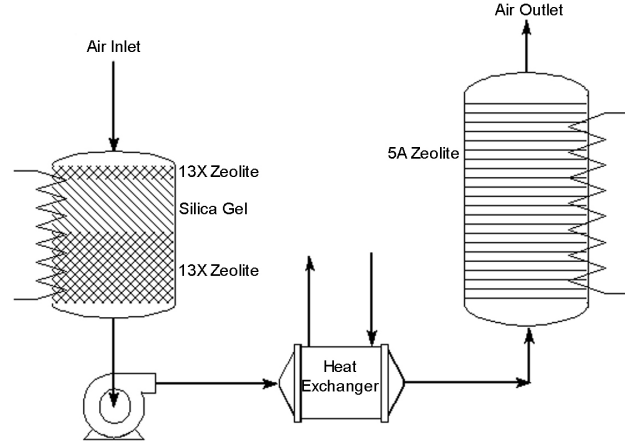 Air Outlet
Air Inlet
5A Zeolite
13X Zeolite
Silica Gel
13X Zeolite
Heat
Exchanger